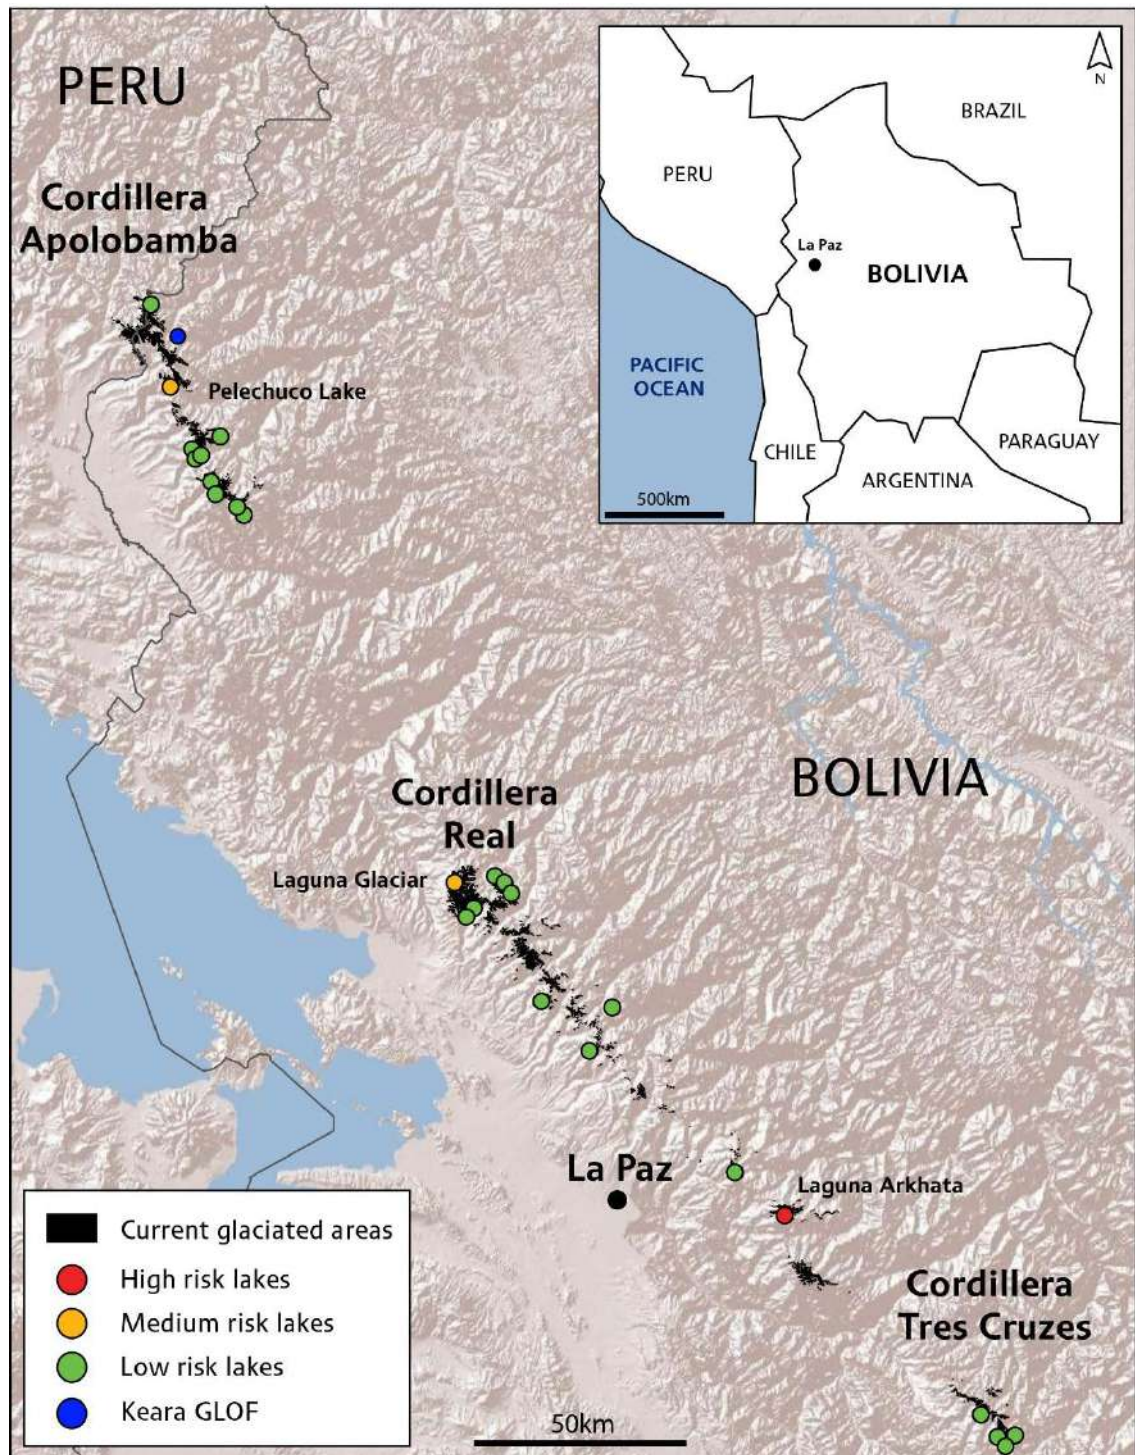 PERU
Cordillera
Apolobamba
Pelechuco Lake
N
BRAZIL
PERU
La Paz
BOLIVIA
PACIFIC
OCEAN
CHILE
PARAGUAY
ARGENTINA
500km
BOLIVIA
Cordillera
Real
Laguna Glaciar
La Paz
Laguna Arkhata
Cordillera
Tres Cruzes
Current glaciated areas
High risk lakes
Medium risk lakes
Low risk lakes
Keara GLOF
50km